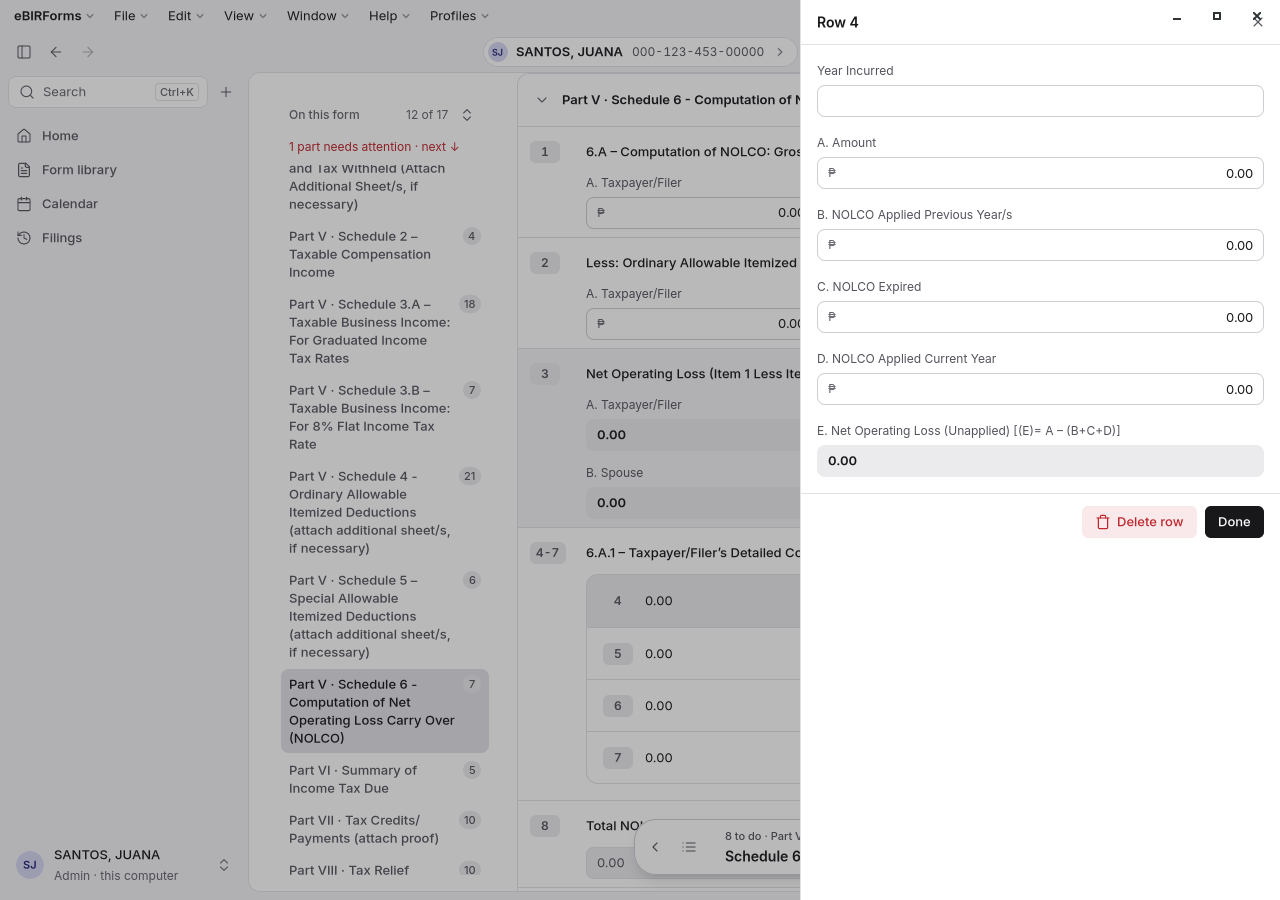 eBIRForms File Edit View Window Help Profiles
SJ SANTOS, JUANA 000-123-453-00000
Search Ctrl+K
Home
Form library
Calendar
Filings
SJ SANTOS, JUANA
Admin · this computer
On this form 12 of 17
1 part needs attention · next ↓
and Tax Withheld (Attach
Additional Sheet/s, if
necessary)
Part V · Schedule 2 – 4
Taxable Compensation
Income
Part V · Schedule 3.A – 18
Taxable Business Income:
For Graduated Income
Tax Rates
Part V · Schedule 3.B – 7
Taxable Business Income:
For 8% Flat Income Tax
Rate
Part V · Schedule 4 - 21
Ordinary Allowable
Itemized Deductions
(attach additional sheet/s,
if necessary)
Part V · Schedule 5 – 6
Special Allowable
Itemized Deductions
(attach additional sheet/s,
if necessary)
Part V · Schedule 6 - 7
Computation of Net
Operating Loss Carry Over
(NOLCO)
Part VI · Summary of 5
Income Tax Due
Part VII · Tax Credits/ 10
Payments (attach proof)
Part VIII · Tax Relief 10
Part V · Schedule 6 - Computation of N
1 6.A – Computation of NOLCO: Gros
A. Taxpayer/Filer
₱ 0.00
2 Less: Ordinary Allowable Itemized
A. Taxpayer/Filer
₱ 0.00
3 Net Operating Loss (Item 1 Less Ite
A. Taxpayer/Filer
0.00
B. Spouse
0.00
4-7 6.A.1 – Taxpayer/Filer’s Detailed Co
4 0.00
5 0.00
6 0.00
7 0.00
8 Total NOL
0.00
8 to do · Part V
Schedule 6
Row 4
Year Incurred
A. Amount
₱ 0.00
B. NOLCO Applied Previous Year/s
₱ 0.00
C. NOLCO Expired
₱ 0.00
D. NOLCO Applied Current Year
₱ 0.00
E. Net Operating Loss (Unapplied) [(E)= A – (B+C+D)]
0.00
Delete row Done